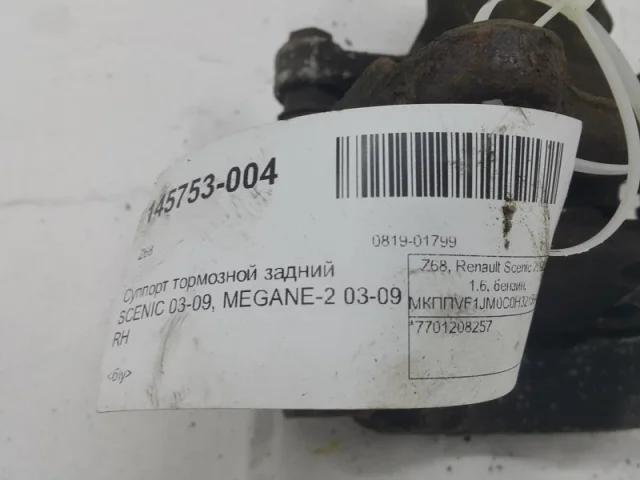 145753-004
0819-01799
Z68
Суппорт тормозной задний
SCENIC 03-09, MEGANE-2 03-09
RH
<б/у>
Z68, Renault Scenic
1.6, бензин,
*7701208257